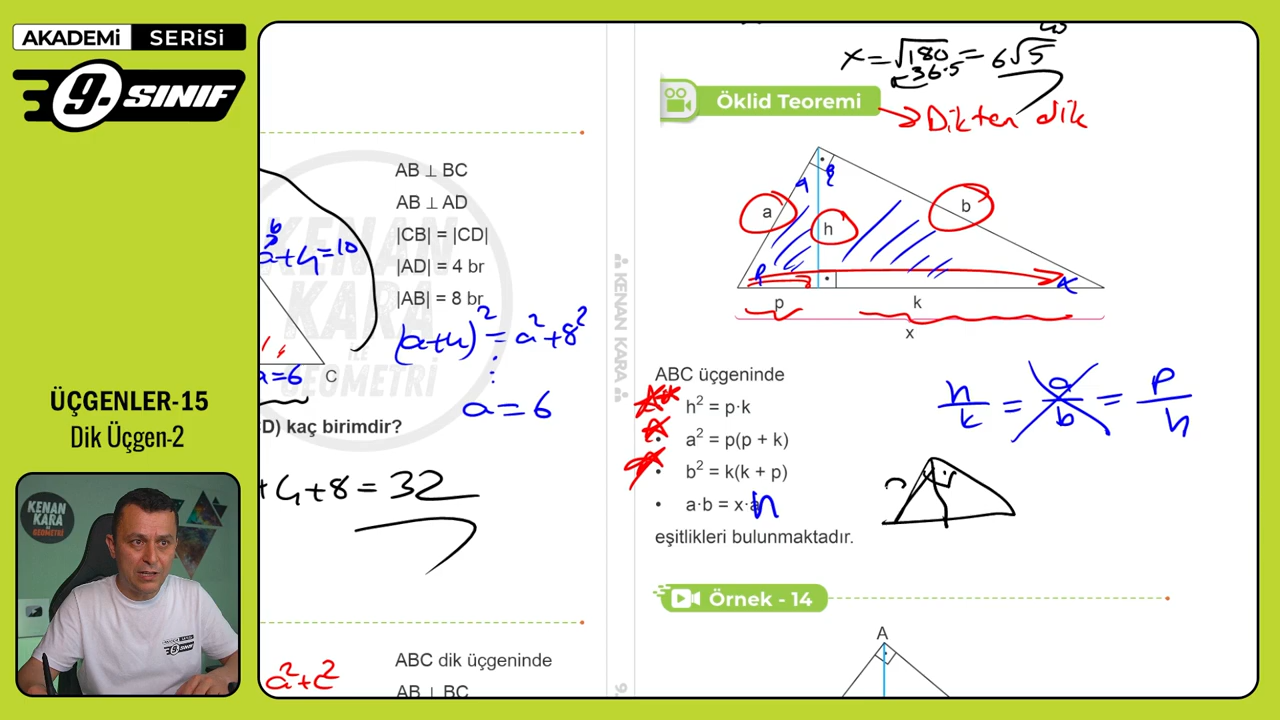 AKADEMİ SERİSİ
9. SINIF
ÜÇGENLER-15
Dik Üçgen-2
KENAN KARA İLE GEOMETRİ
AB ⊥ BC
AB ⊥ AD
|CB| = |CD|
|AD| = 4 br
|AB| = 8 br
a+4=10
b
a=6
C
(a+4)² = a²+8²
⋮
a=6
D) kaç birimdir?
+4+8=32
ABC dik üçgeninde
AB ⊥ BC
a²+c²
KENAN KARA
9.
x=√180 = 6√5
36·5
Öklid Teoremi
Dikten dik
a
h
b
p
k
x
ABC üçgeninde
h² = p·k
• a² = p(p + k)
b² = k(k + p)
• a·b = x·h
eşitlikleri bulunmaktadır.
h/k = a/b = p/h
Örnek - 14
A